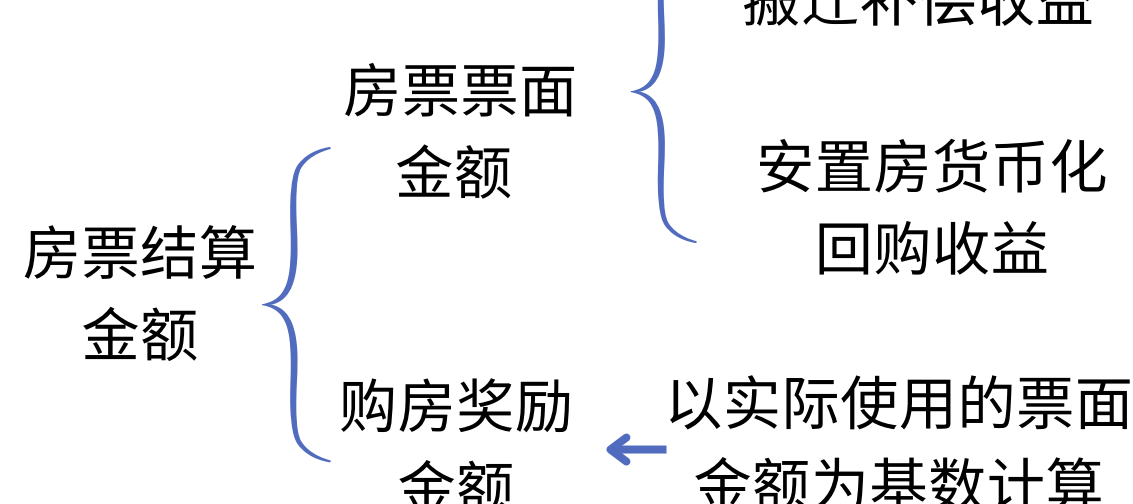 搬迁补偿收益
房票票面
金额
安置房货币化
回购收益
房票结算
金额
购房奖励
金额
以实际使用的票面
金额为基数计算